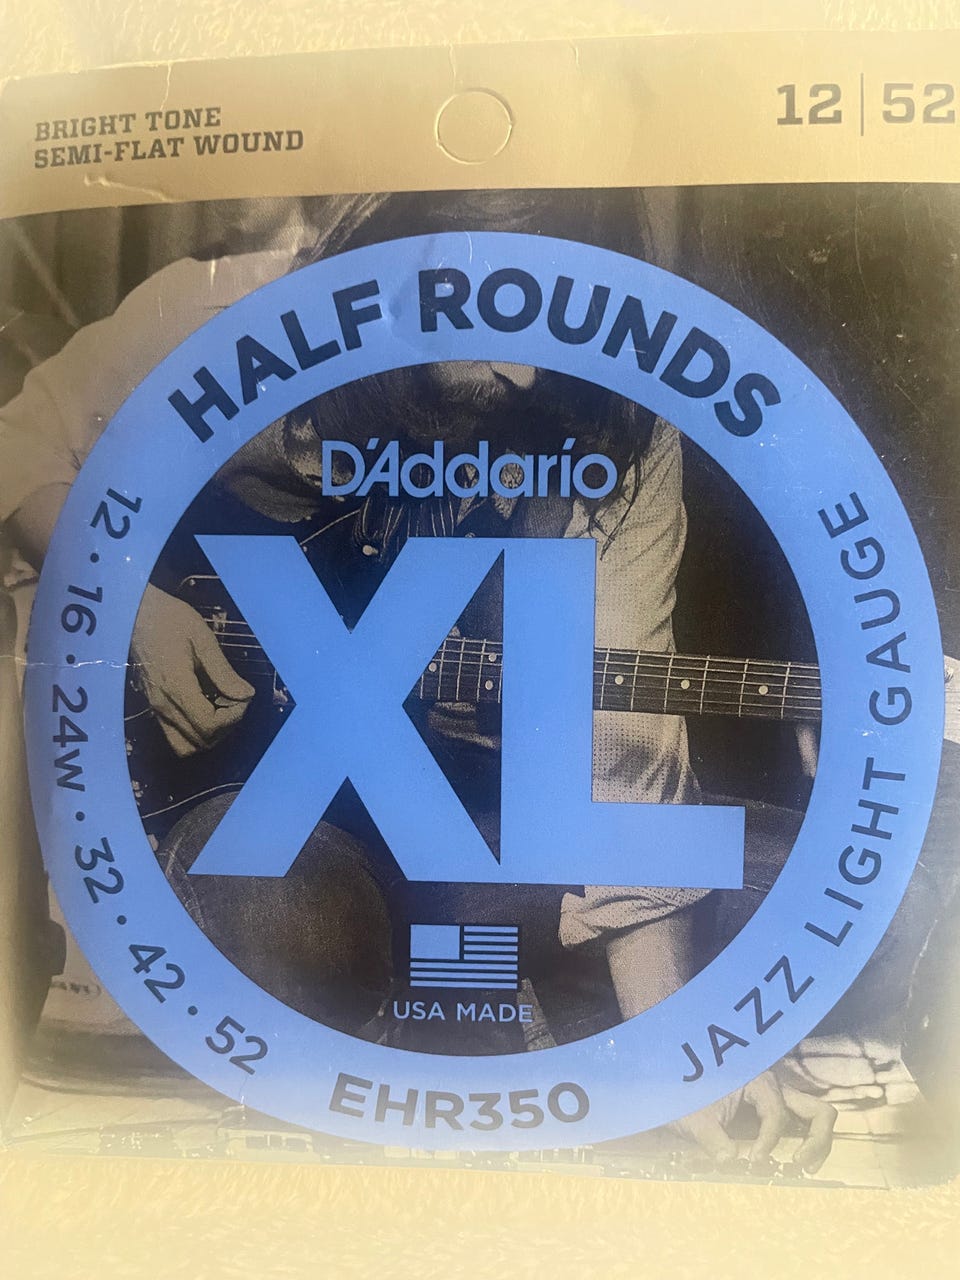 BRIGHT TONE
SEMI-FLAT WOUND
12 | 52
HALF ROUNDS
D'Addario
XL
USA MADE
12 • 16 • 24W • 32 • 42 • 52
EHR350
JAZZ LIGHT GAUGE